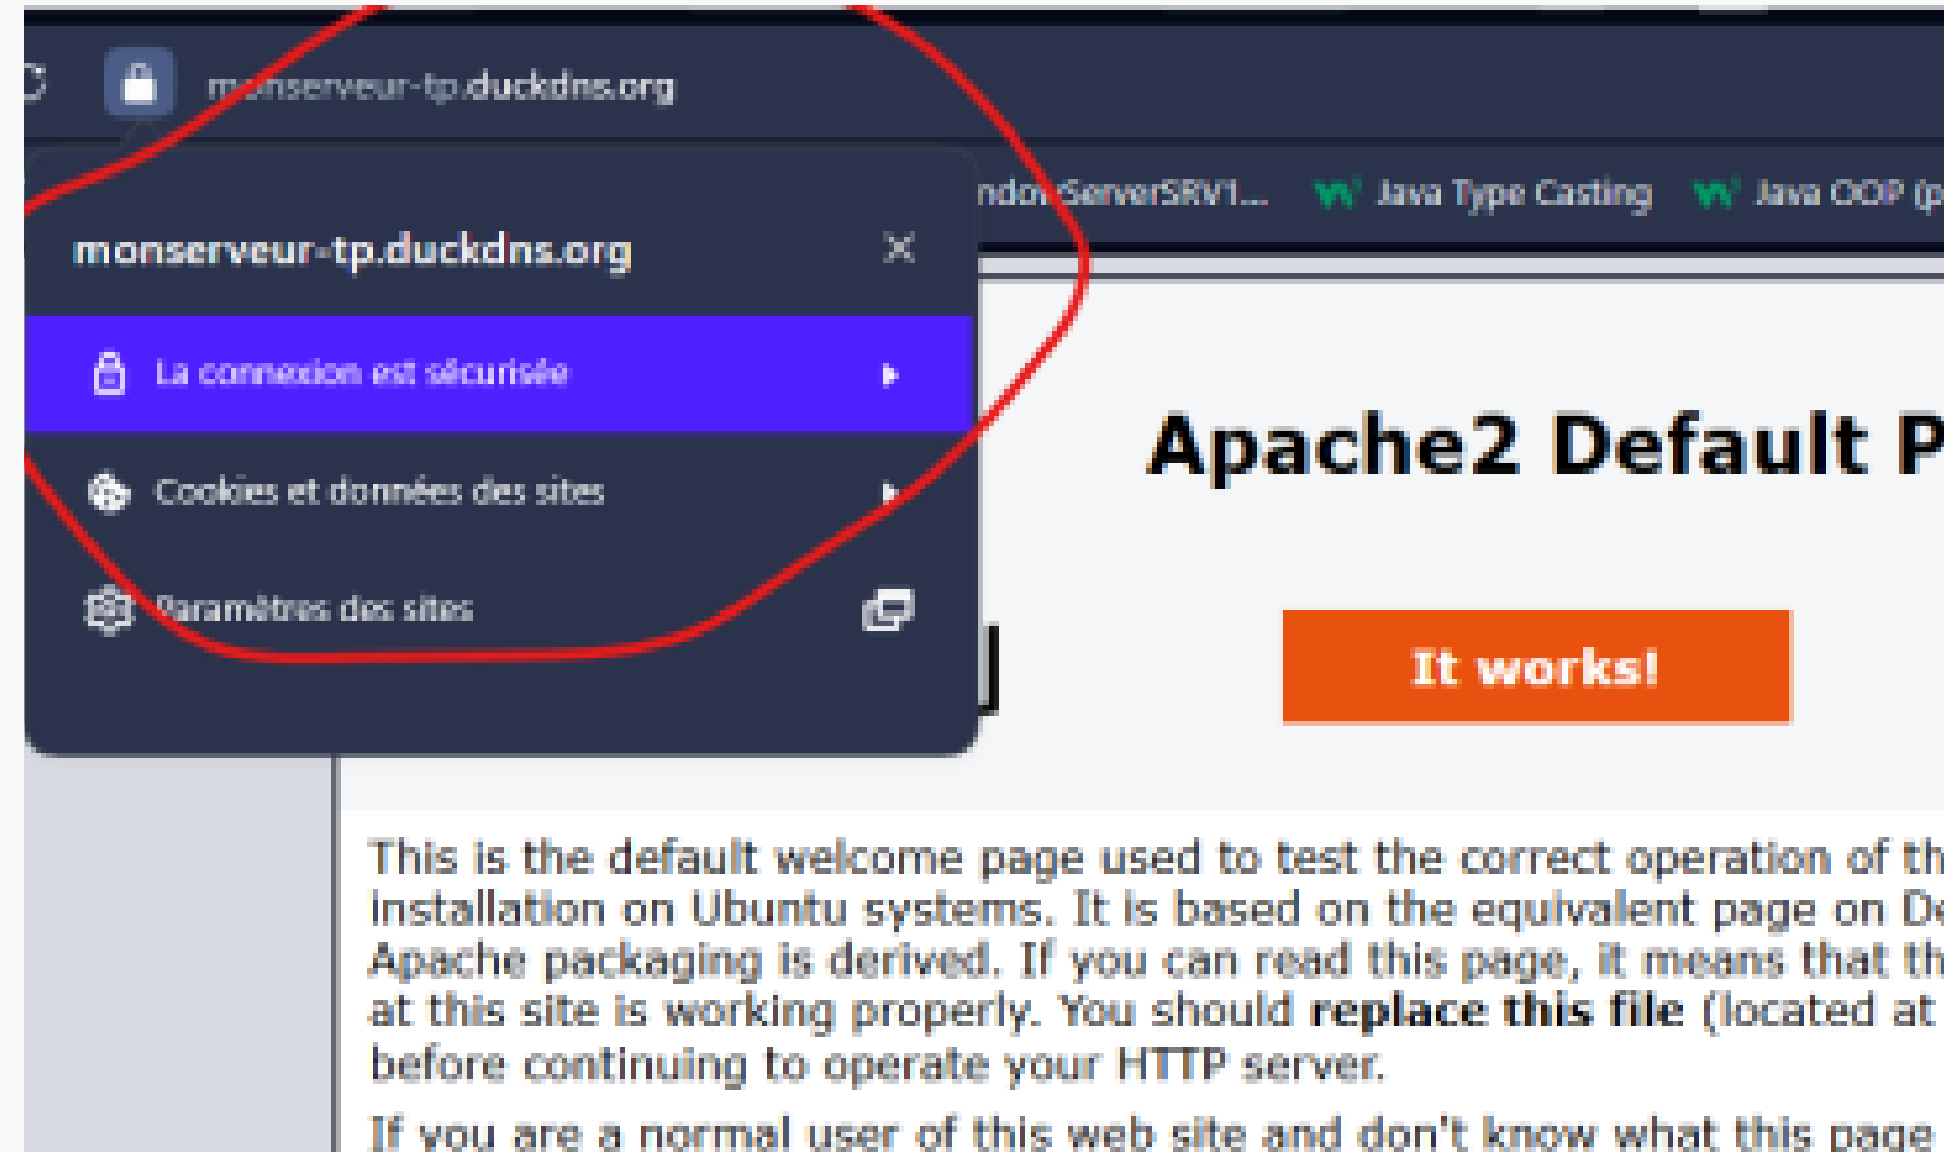 monserveur-tp.duckdns.org
ndowServerSRV1... Java Type Casting Java OOP (p
monserveur-tp.duckdns.org
La connexion est sécurisée
Cookies et données des sites
Paramètres des sites
Apache2 Default P
It works!
This is the default welcome page used to test the correct operation of th
installation on Ubuntu systems. It is based on the equivalent page on De
Apache packaging is derived. If you can read this page, it means that th
at this site is working properly. You should replace this file (located at
before continuing to operate your HTTP server.
If you are a normal user of this web site and don't know what this page